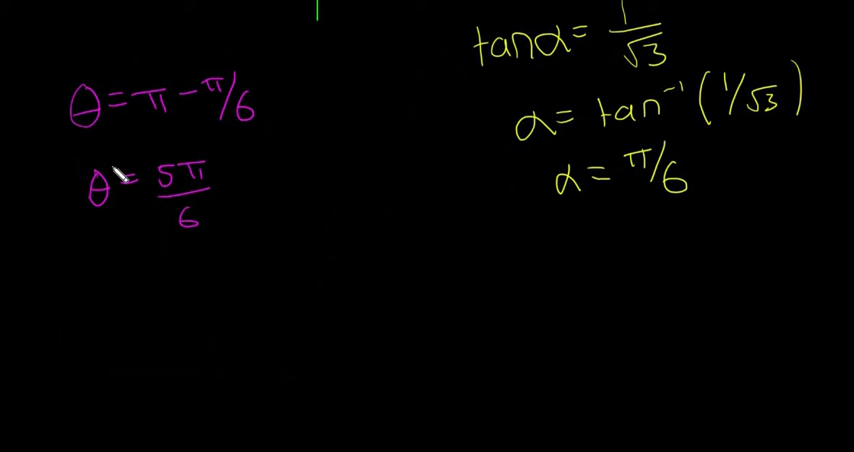 tanα = 1/√3
θ = π - π/6
α = tan⁻¹ (1/√3)
θ = 5π/6
α = π/6